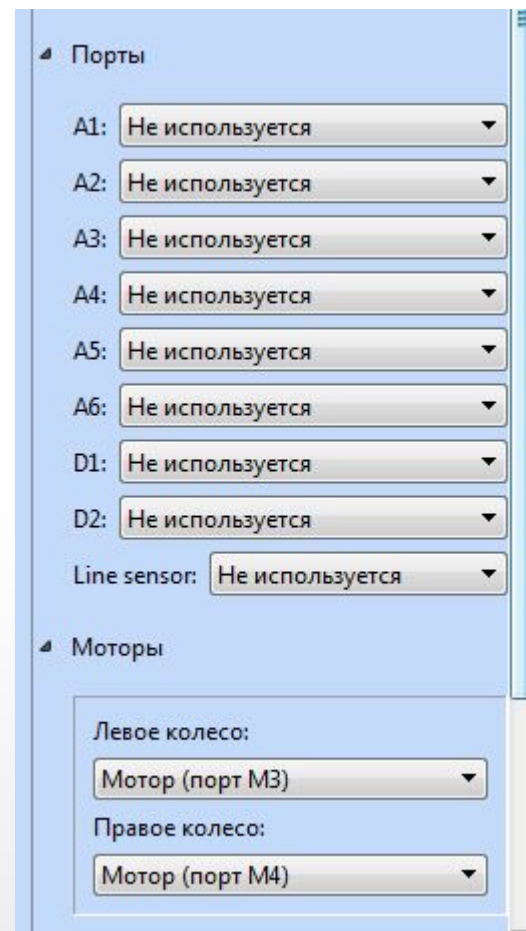 Порты
A1: Не используется
A2: Не используется
A3: Не используется
A4: Не используется
A5: Не используется
A6: Не используется
D1: Не используется
D2: Не используется
Line sensor: Не используется
Моторы
Левое колесо:
Мотор (порт M3)
Правое колесо:
Мотор (порт M4)